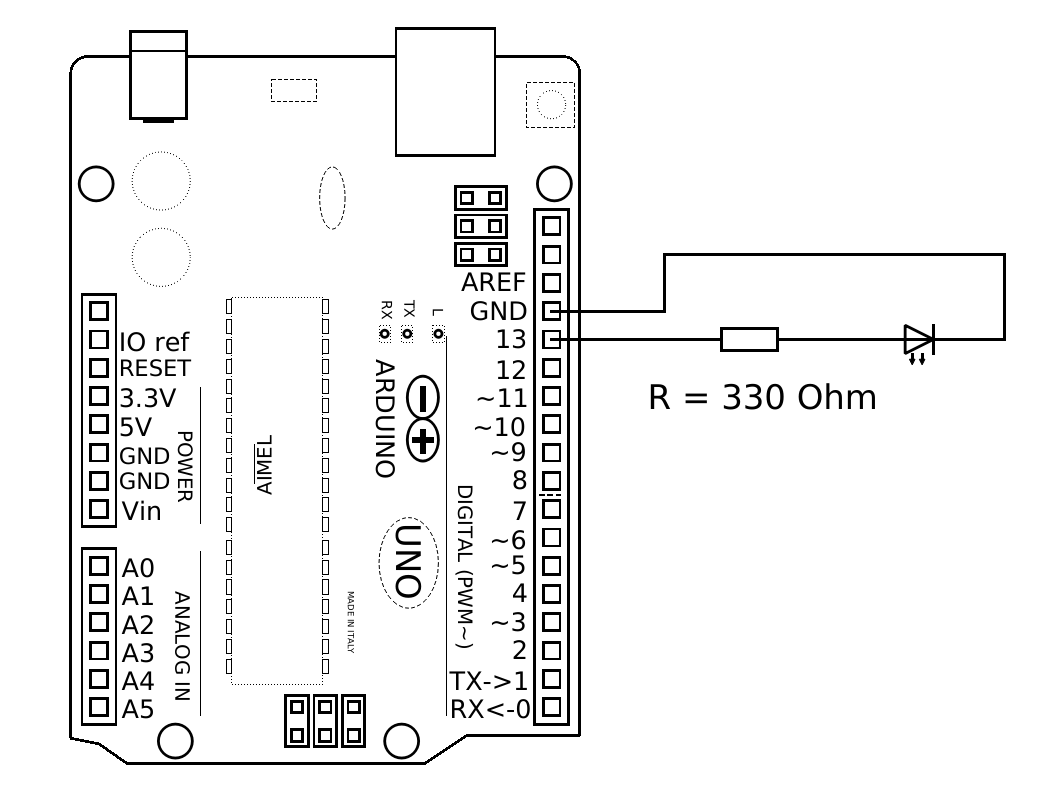 AREF
GND
13
12
~11
~10
~9
8
7
~6
~5
4
~3
2
TX->1
RX<-0
DIGITAL (PWM~)
RX
TX
L
ARDUINO
UNO
AIMEL
MADE IN ITALY
IO ref
RESET
3.3V
5V
GND
GND
Vin
POWER
A0
A1
A2
A3
A4
A5
ANALOG IN
R = 330 Ohm